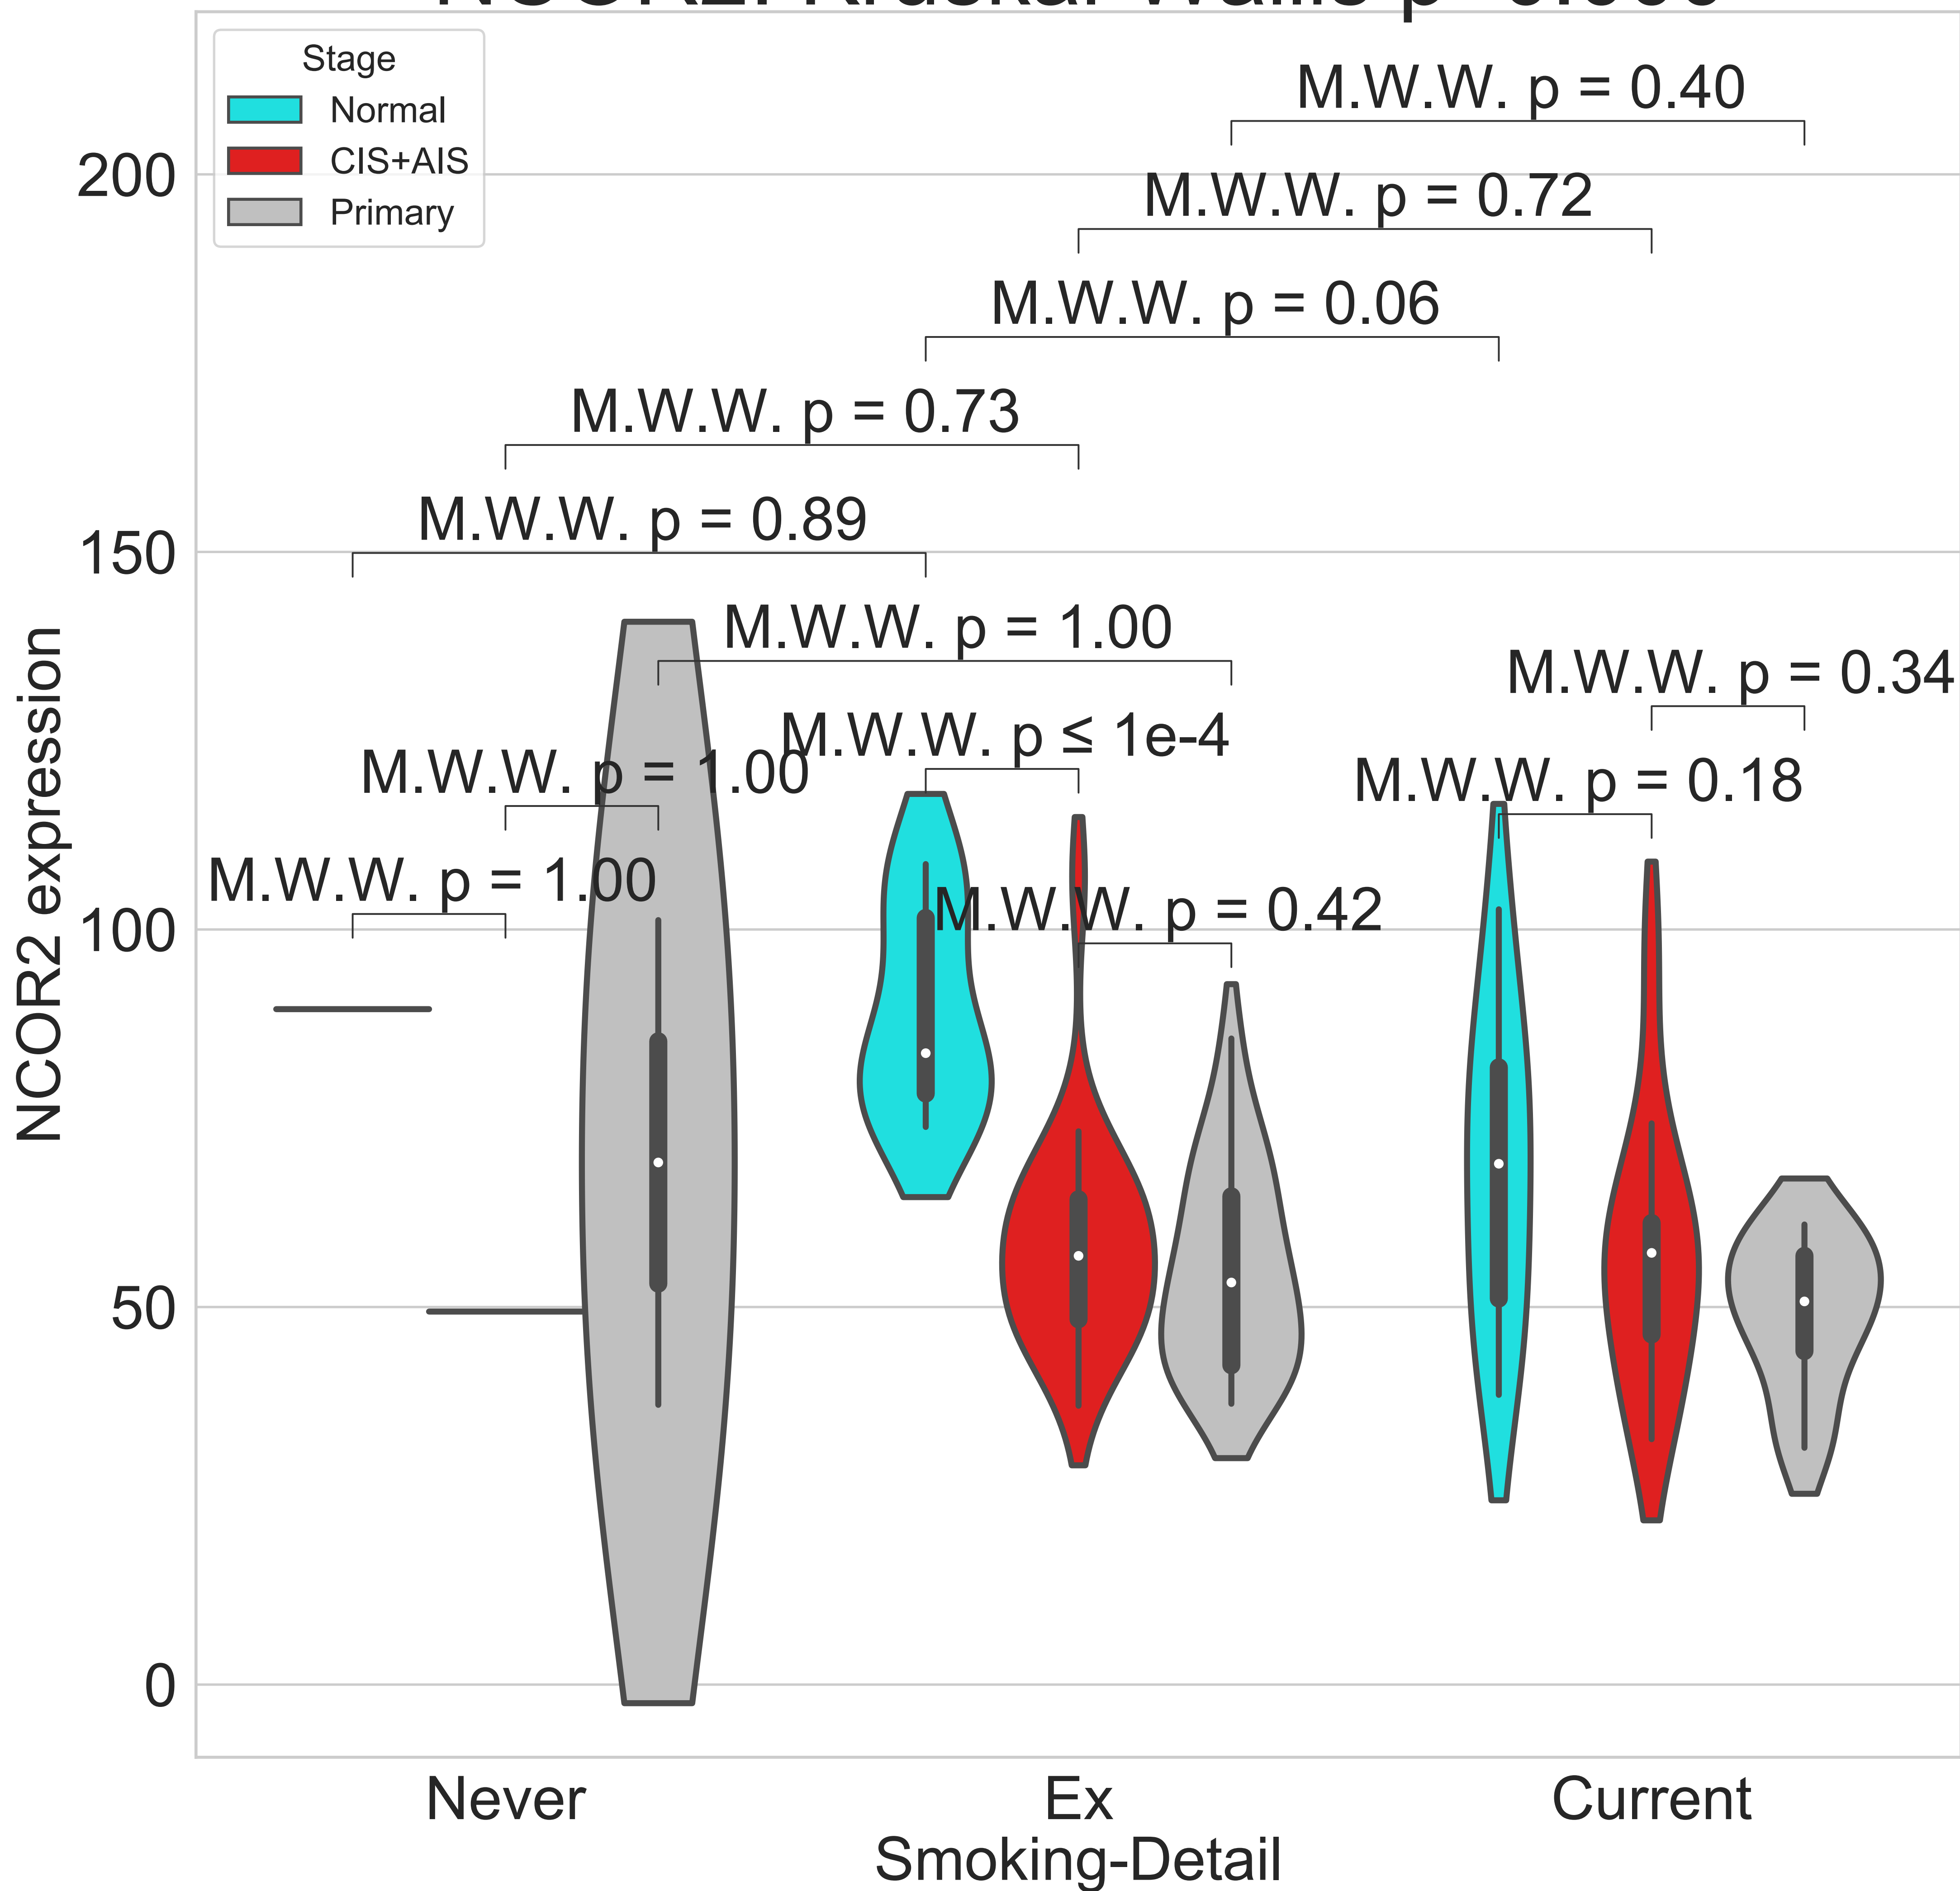 Stage
Normal
CIS+AIS
Primary
M.W.W. p = 0.40
M.W.W. p = 0.72
M.W.W. p = 0.06
M.W.W. p = 0.73
M.W.W. p = 0.89
M.W.W. p = 1.00
M.W.W. p = 0.34
M.W.W. p ≤ 1e-4
M.W.W. p = 1.00
M.W.W. p = 0.18
M.W.W. p = 1.00
M.W.W. p = 0.42
200
150
100
50
0
NCOR2 expression
Never
Ex
Current
Smoking-Detail